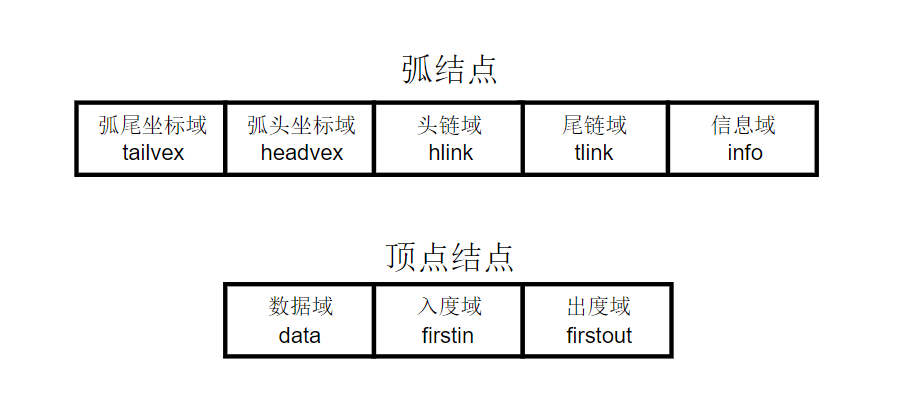 弧结点
弧尾坐标域 弧头坐标域 头链域 尾链域 信息域
tailvex headvex hlink tlink info
顶点结点
数据域 入度域 出度域
data firstin firstout